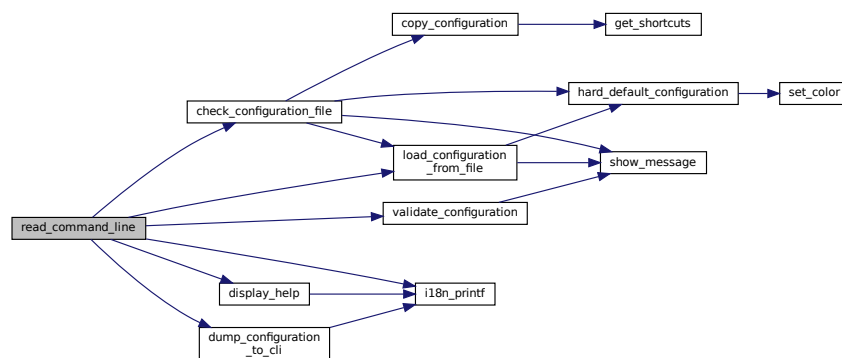 copy_configuration
get_shortcuts
hard_default_configuration
set_color
check_configuration_file
load_configuration
_from_file
show_message
validate_configuration
read_command_line
display_help
i18n_printf
dump_configuration
_to_cli